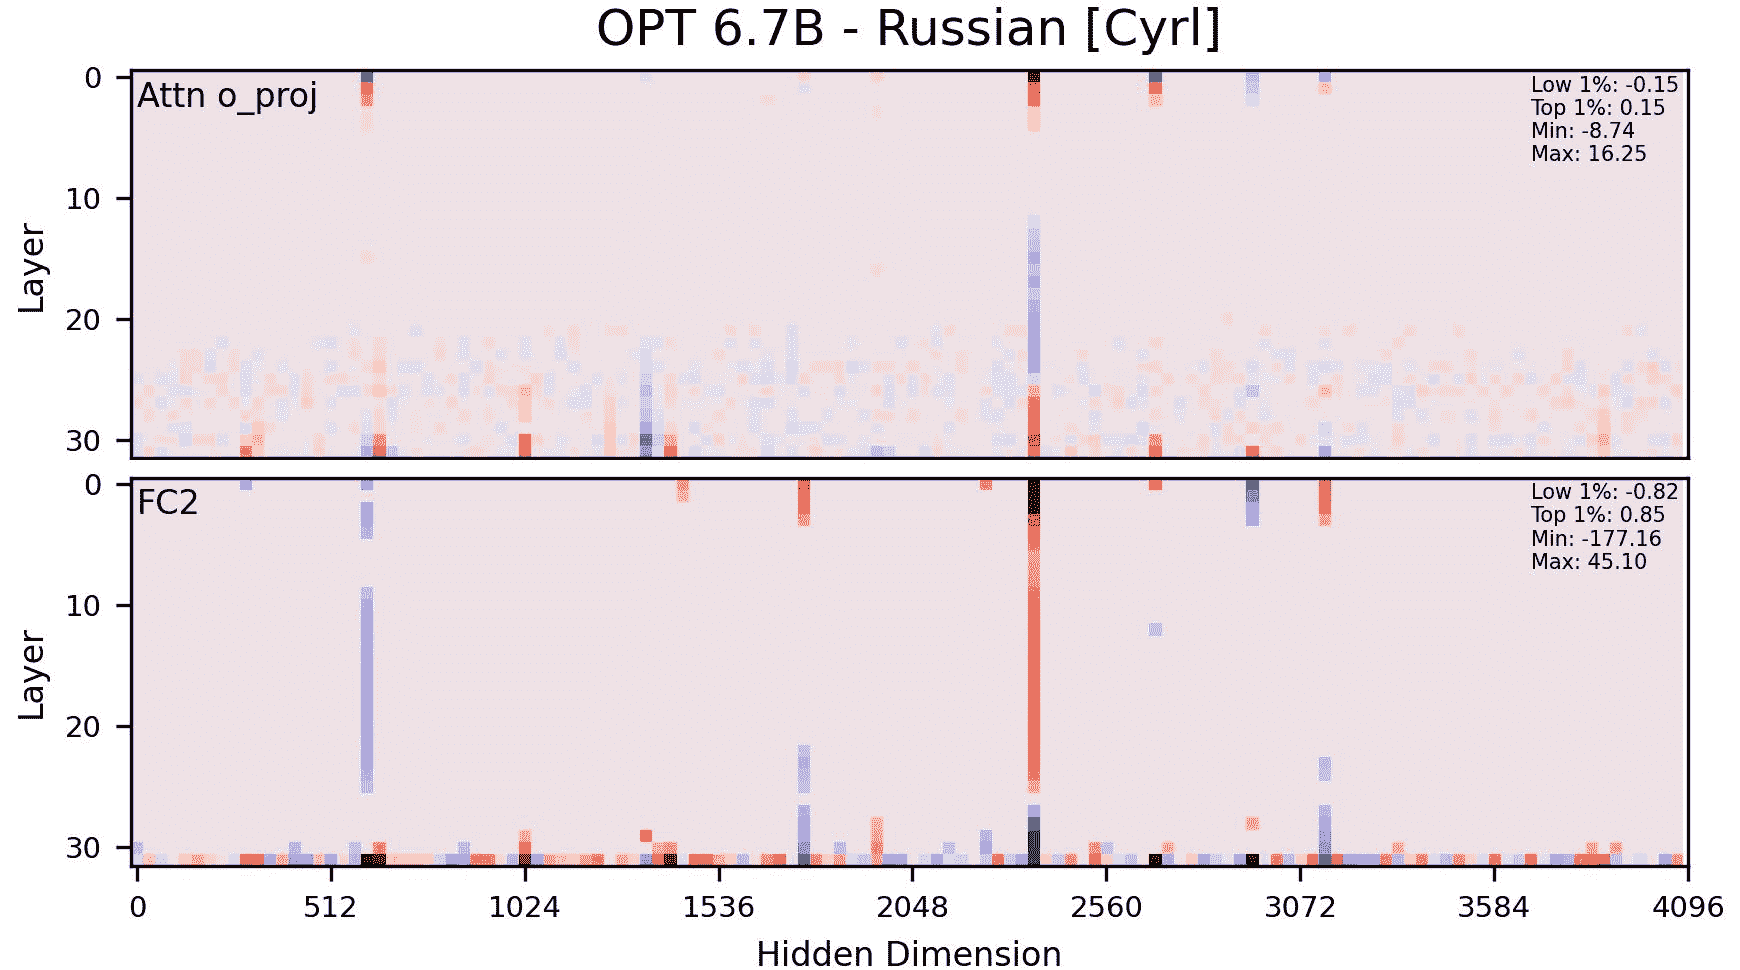 OPT 6.7B - Russian [Cyrl]
Attn o_proj
Low 1%: -0.15
Top 1%: 0.15
Min: -8.74
Max: 16.25
Layer
0
10
20
30
FC2
Low 1%: -0.82
Top 1%: 0.85
Min: -177.16
Max: 45.10
Layer
0
10
20
30
0 512 1024 1536 2048 2560 3072 3584 4096
Hidden Dimension